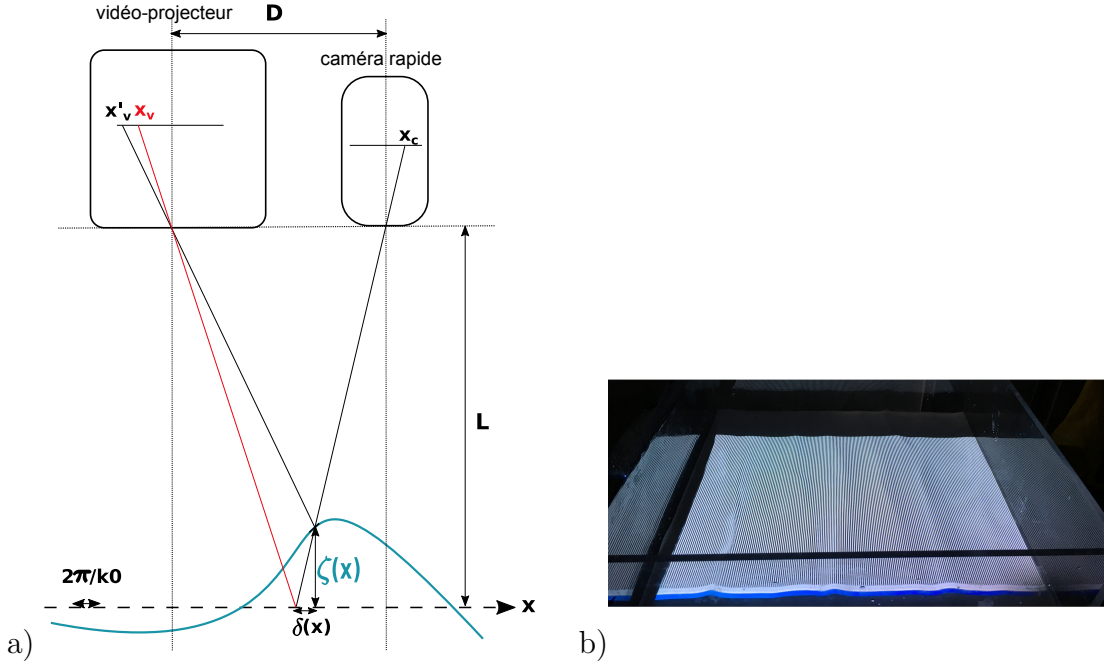 vidéo-projecteur
D
caméra rapide
x'v xv
xc
L
ζ(x)
2π/k0
x
δ(x)
a)
b)